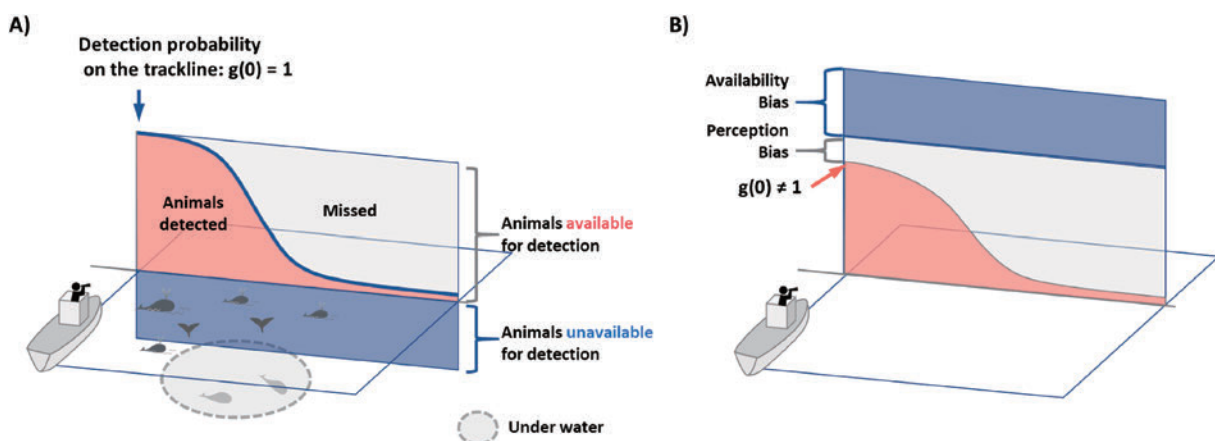 A)
Detection probability
on the trackline: g(0) = 1
Animals
detected
Missed
Animals available
for detection
Animals unavailable
for detection
Under water
B)
Availability
Bias
Perception
Bias
g(0) ≠ 1